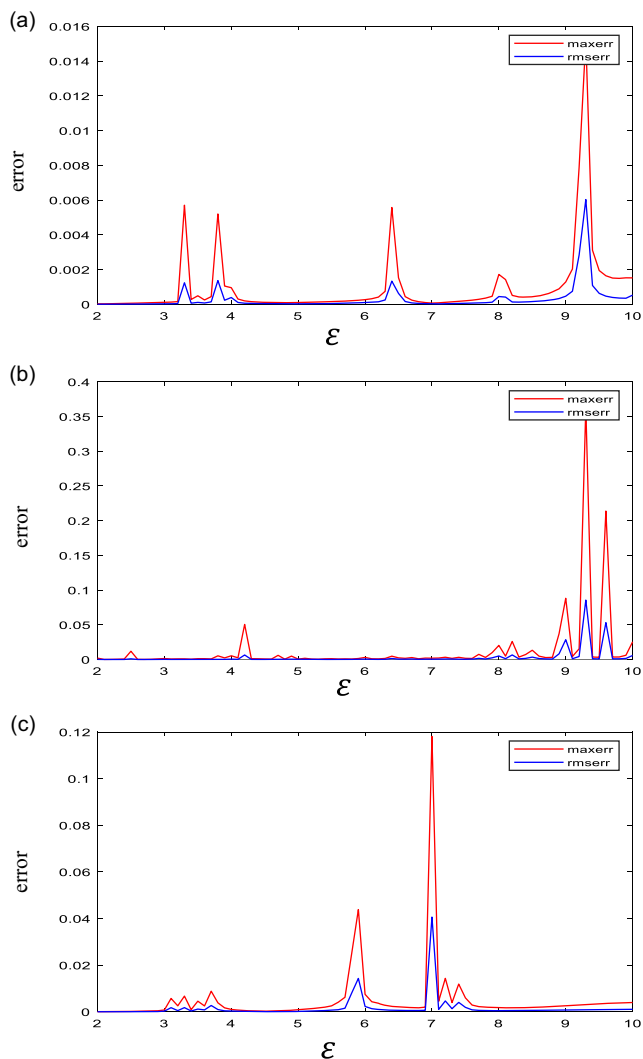 (a)
0.016
0.014
0.012
0.01
0.008
0.006
0.004
0.002
0
error
maxerr
rmserr
2 3 4 5 6 7 8 9 10
ε
(b)
0.4
0.35
0.3
0.25
0.2
0.15
0.1
0.05
0
error
maxerr
rmserr
2 3 4 5 6 7 8 9 10
ε
(c)
0.12
0.1
0.08
0.06
0.04
0.02
0
error
maxerr
rmserr
2 3 4 5 6 7 8 9 10
ε